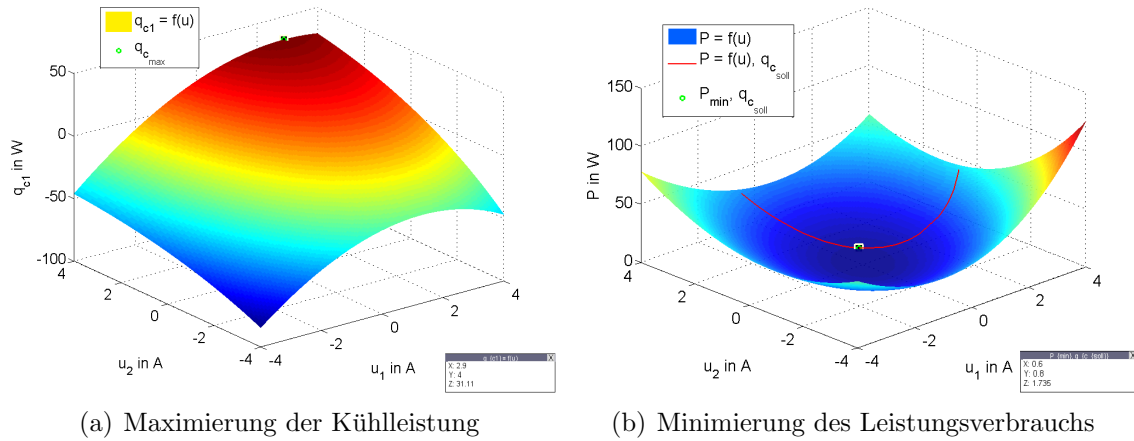 q_c1 = f(u)
q_c_max
50
0
-50
-100
q_c1 in W
4
2
0
-2
-4
u_2 in A
-4
-2
0
2
4
u_1 in A
q (c1)=f(u)
X
X: 2.9
Y: 4
Z: 31.11
(a) Maximierung der Kühlleistung
P = f(u)
P = f(u), q_c_soll
P_min, q_c_soll
150
100
50
0
P in W
4
2
0
-2
-4
u_2 in A
-4
-2
0
2
4
u_1 in A
P (min),q (c (soll))
X
X: 0.6
Y: 0.8
Z: 1.735
(b) Minimierung des Leistungsverbrauchs